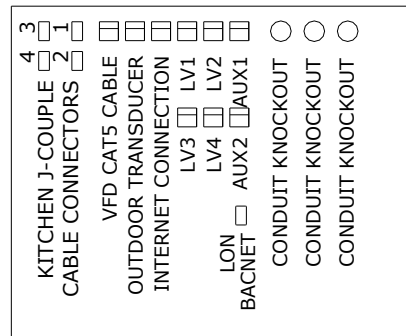 3 1
4 2
KITCHEN J-COUPLE
CABLE CONNECTORS
VFD CAT5 CABLE
OUTDOOR TRANSDUCER
INTERNET CONNECTION
LV1
LV2
AUX1
LV3
LV4
AUX2
LON
BACNET
CONDUIT KNOCKOUT
CONDUIT KNOCKOUT
CONDUIT KNOCKOUT